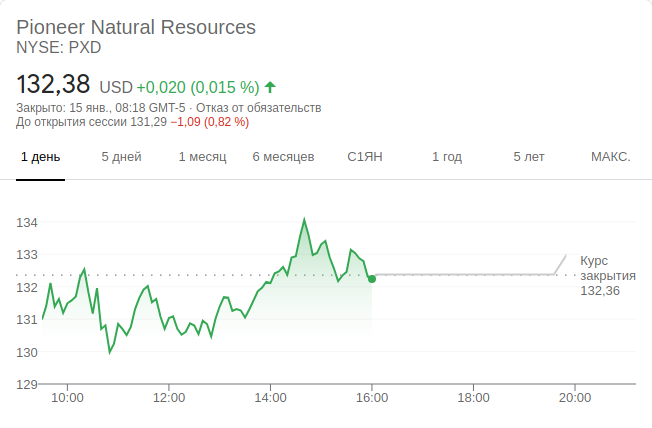 Pioneer Natural Resources
NYSE: PXD
132,38 USD +0,020 (0,015 %)
Закрыто: 15 янв., 08:18 GMT-5 · Отказ от обязательств
До открытия сессии 131,29 −1,09 (0,82 %)
1 день 5 дней 1 месяц 6 месяцев С1ЯН 1 год 5 лет МАКС.
134
133
132
131
130
129
Курс
закрытия
132,36
10:00 12:00 14:00 16:00 18:00 20:00